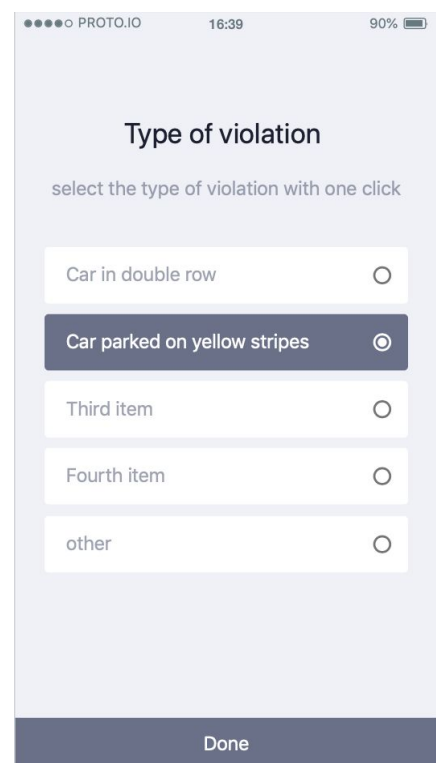 PROTO.IO 16:39 90%
Type of violation
select the type of violation with one click
Car in double row
Car parked on yellow stripes
Third item
Fourth item
other
Done